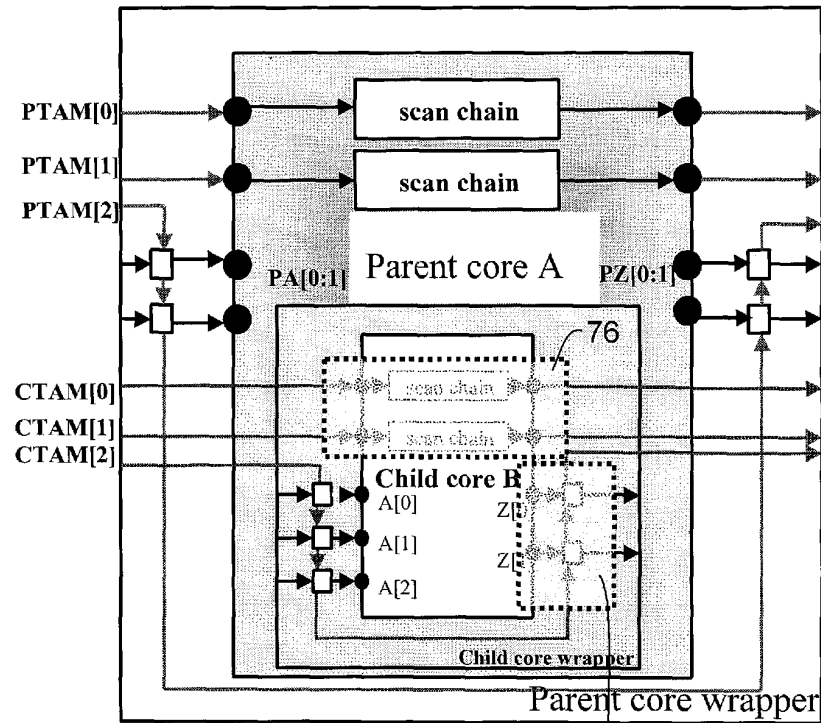 PTAM[0]
scan chain
PTAM[1]
scan chain
PTAM[2]
Parent core A
PA[0:1]
PZ[0:1]
76
CTAM[0]
scan chain
CTAM[1]
scan chain
CTAM[2]
Child core B
A[0]
Z[
A[1]
Z[
A[2]
Child core wrapper
Parent core wrapper